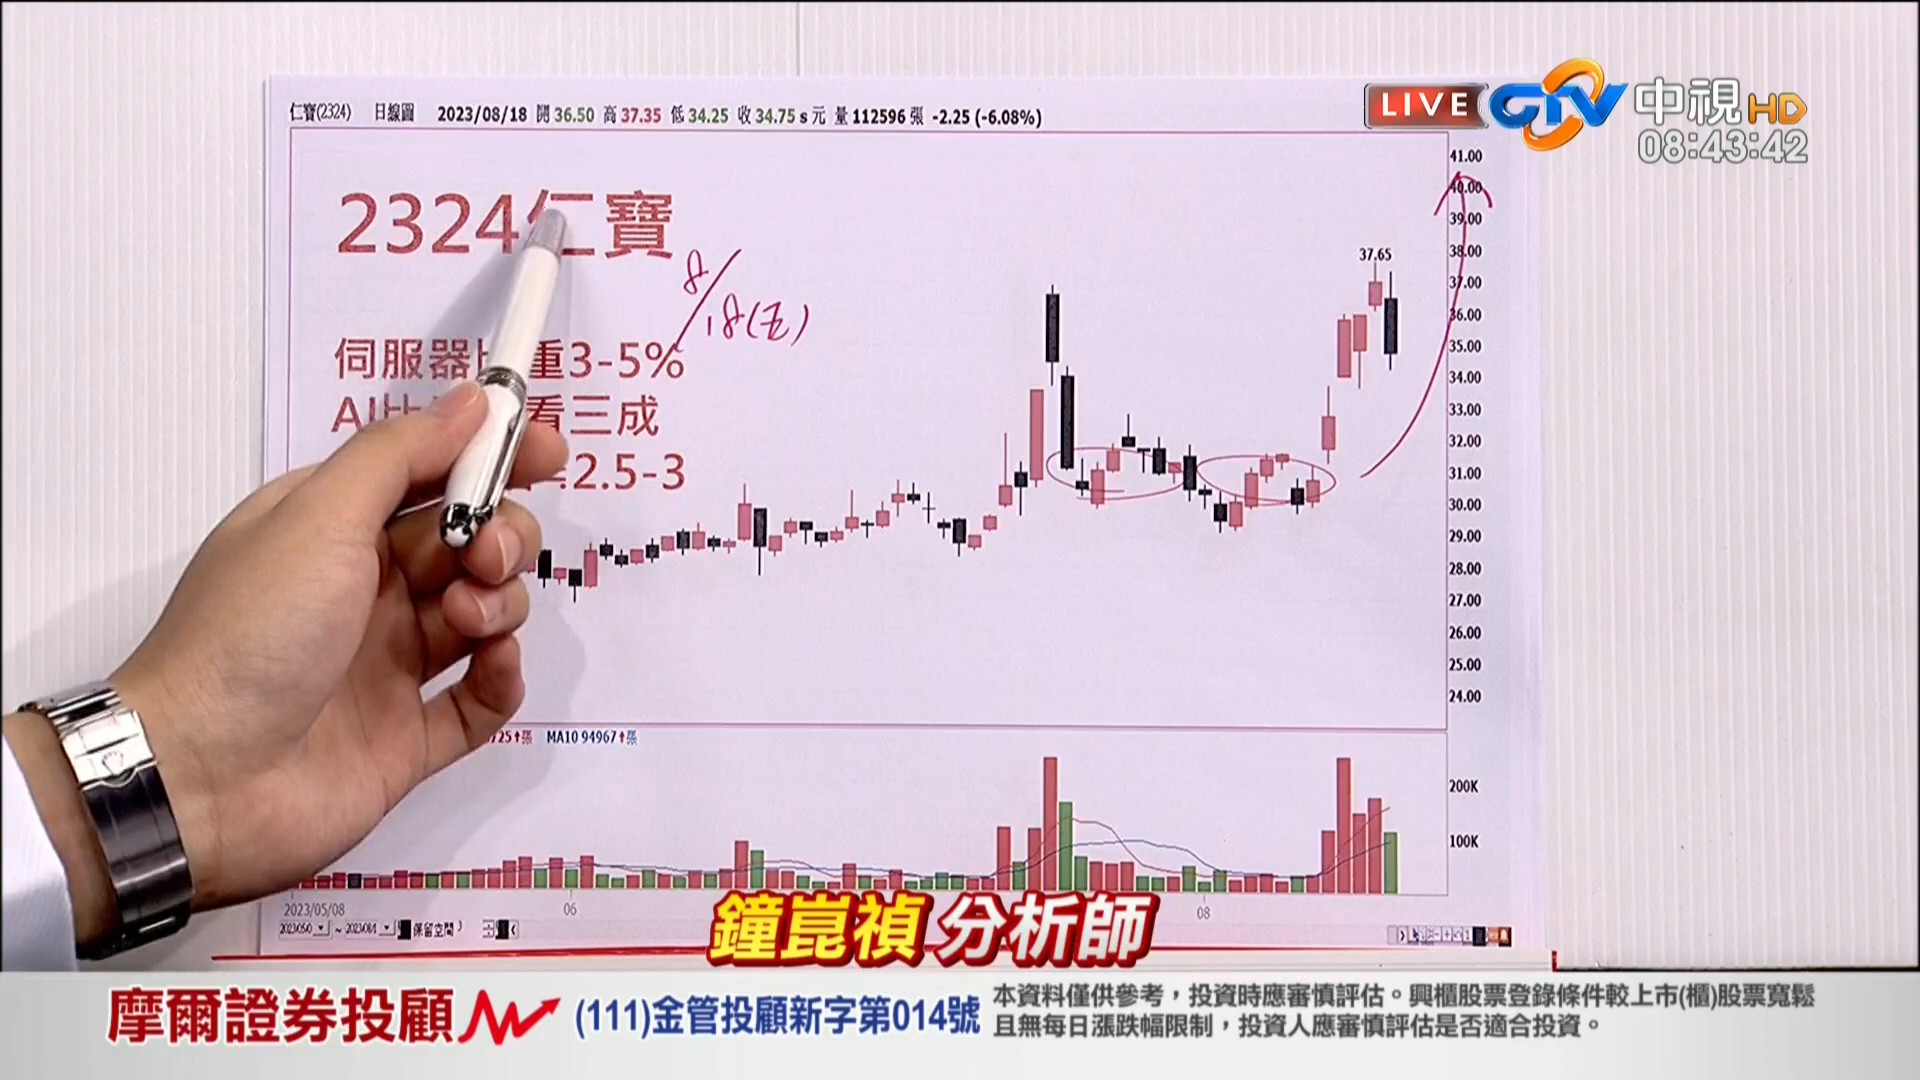 仁寶(2324) 日線圖 2023/08/18 開 36.50 高 37.35 低 34.25 收 34.75 s 元 量 112596 張 -2.25 (-6.08%)
LIVE CTV 中視 HD
08:43:42
2324仁寶
8/18(五)
伺服器 重3-5%
AI 看三成
2.5-3
37.65
41.00
40.00
39.00
38.00
37.00
36.00
35.00
34.00
33.00
32.00
31.00
30.00
29.00
28.00
27.00
26.00
25.00
24.00
725↑張 MA10 94967↑張
200K
100K
2023/05/08 06 08
保留空間
鐘崑禎 分析師
摩爾證券投顧 (111)金管投顧新字第014號
本資料僅供參考，投資時應審慎評估。興櫃股票登錄條件較上市(櫃)股票寬鬆
且無每日漲跌幅限制，投資人應審慎評估是否適合投資。